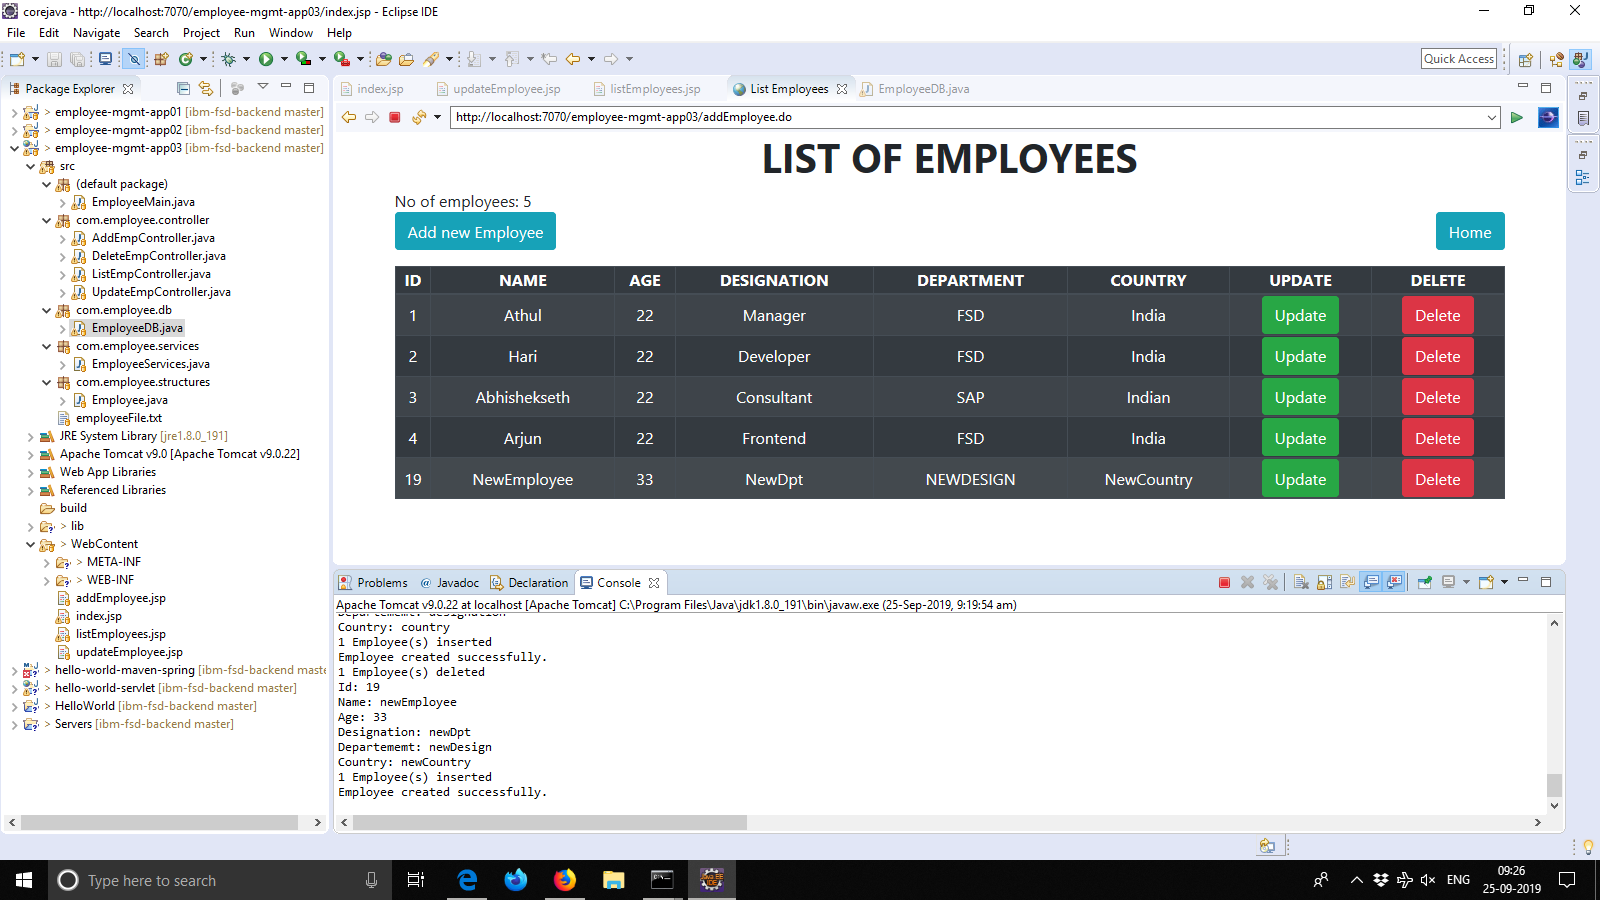 corejava - http://localhost:7070/employee-mgmt-app03/index.jsp - Eclipse IDE
File Edit Navigate Search Project Run Window Help
Quick Access
Package Explorer
> employee-mgmt-app01 [ibm-fsd-backend master]
> employee-mgmt-app02 [ibm-fsd-backend master]
> employee-mgmt-app03 [ibm-fsd-backend master]
src
(default package)
EmployeeMain.java
com.employee.controller
AddEmpController.java
DeleteEmpController.java
ListEmpController.java
UpdateEmpController.java
com.employee.db
EmployeeDB.java
com.employee.services
EmployeeServices.java
com.employee.structures
Employee.java
employeeFile.txt
JRE System Library [jre1.8.0_191]
Apache Tomcat v9.0 [Apache Tomcat v9.0.22]
Web App Libraries
Referenced Libraries
build
> lib
> WebContent
> META-INF
> WEB-INF
addEmployee.jsp
index.jsp
listEmployees.jsp
updateEmployee.jsp
> hello-world-maven-spring [ibm-fsd-backend maste
> hello-world-servlet [ibm-fsd-backend master]
> HelloWorld [ibm-fsd-backend master]
> Servers [ibm-fsd-backend master]
index.jsp updateEmployee.jsp listEmployees.jsp List Employees EmployeeDB.java
http://localhost:7070/employee-mgmt-app03/addEmployee.do
LIST OF EMPLOYEES
No of employees: 5
Add new Employee Home
ID NAME AGE DESIGNATION DEPARTMENT COUNTRY UPDATE DELETE
1 Athul 22 Manager FSD India Update Delete
2 Hari 22 Developer FSD India Update Delete
3 Abhishekseth 22 Consultant SAP Indian Update Delete
4 Arjun 22 Frontend FSD India Update Delete
19 NewEmployee 33 NewDpt NEWDESIGN NewCountry Update Delete
Problems @ Javadoc Declaration Console
Apache Tomcat v9.0.22 at localhost [Apache Tomcat] C:\Program Files\Java\jdk1.8.0_191\bin\javaw.exe (25-Sep-2019, 9:19:54 am)
Departememt: designation
Country: country
1 Employee(s) inserted
Employee created successfully.
1 Employee(s) deleted
Id: 19
Name: newEmployee
Age: 33
Designation: newDpt
Departememt: newDesign
Country: newCountry
1 Employee(s) inserted
Employee created successfully.
Type here to search
ENG
09:26
25-09-2019